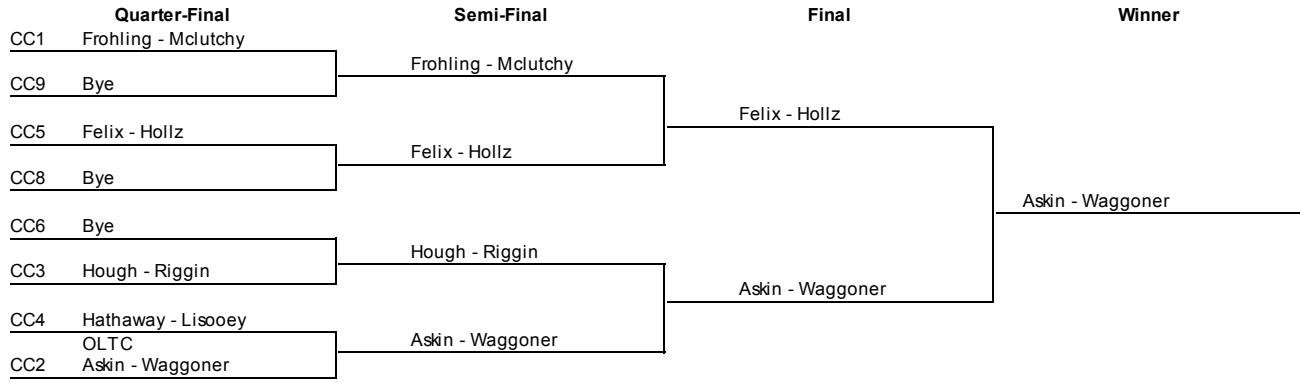 Quarter-Final Semi-Final Final Winner
CC1 Frohling - Mclutchy
Frohling - Mclutchy
CC9 Bye
Felix - Hollz
CC5 Felix - Hollz
Felix - Hollz
CC8 Bye
Askin - Waggoner
CC6 Bye
Hough - Riggin
CC3 Hough - Riggin
Askin - Waggoner
CC4 Hathaway - Lisooey
OLTC
Askin - Waggoner
CC2 Askin - Waggoner